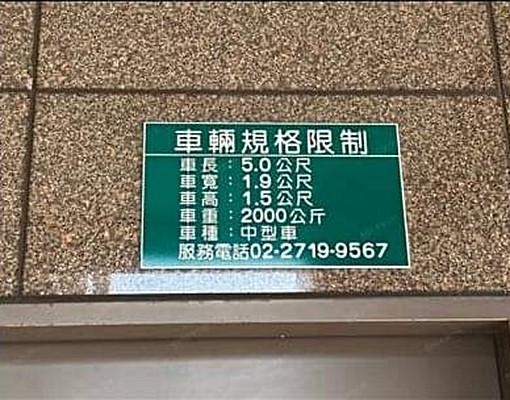 車輛規格限制
車長：5.0公尺
車寬：1.9公尺
車高：1.5公尺
車重：2000公斤
車種：中型車
服務電話02-2719-9567